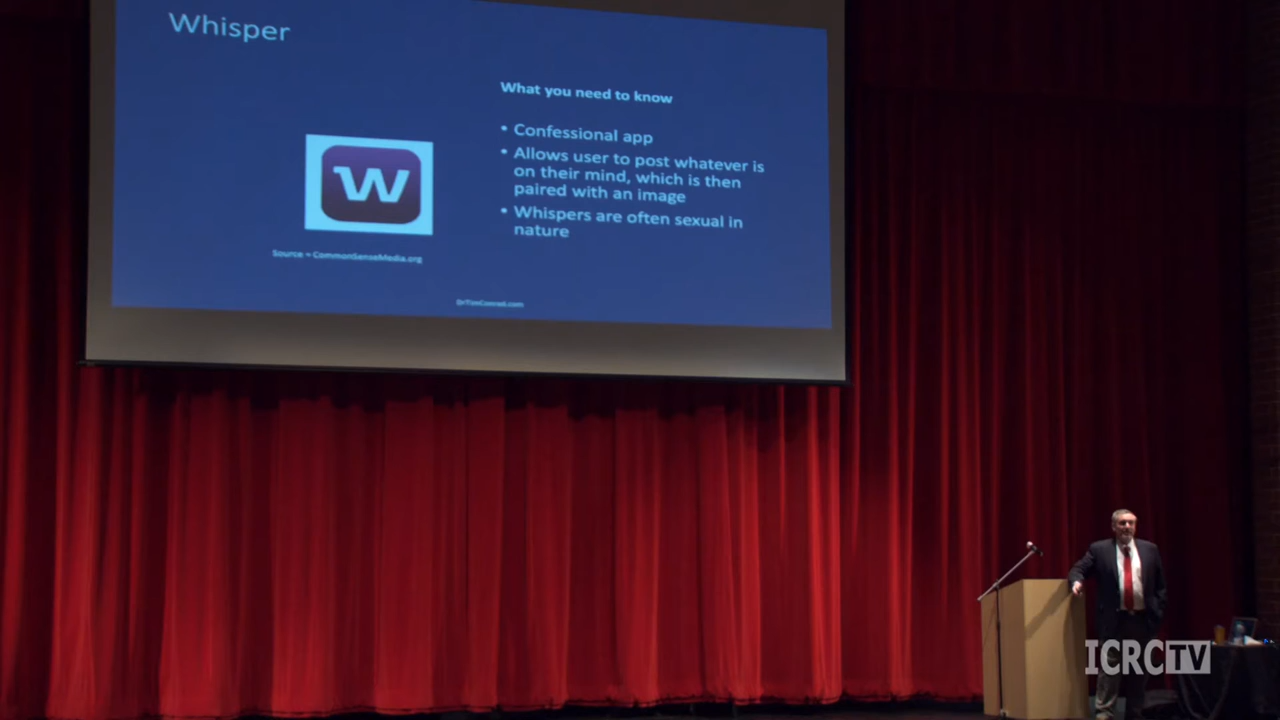 Whisper
What you need to know
• Confessional app
• Allows user to post whatever is
on their mind, which is then
paired with an image
• Whispers are often sexual in
nature
W
Source ~ CommonSenseMedia.org
DrTimConrad.com
ICRCTV